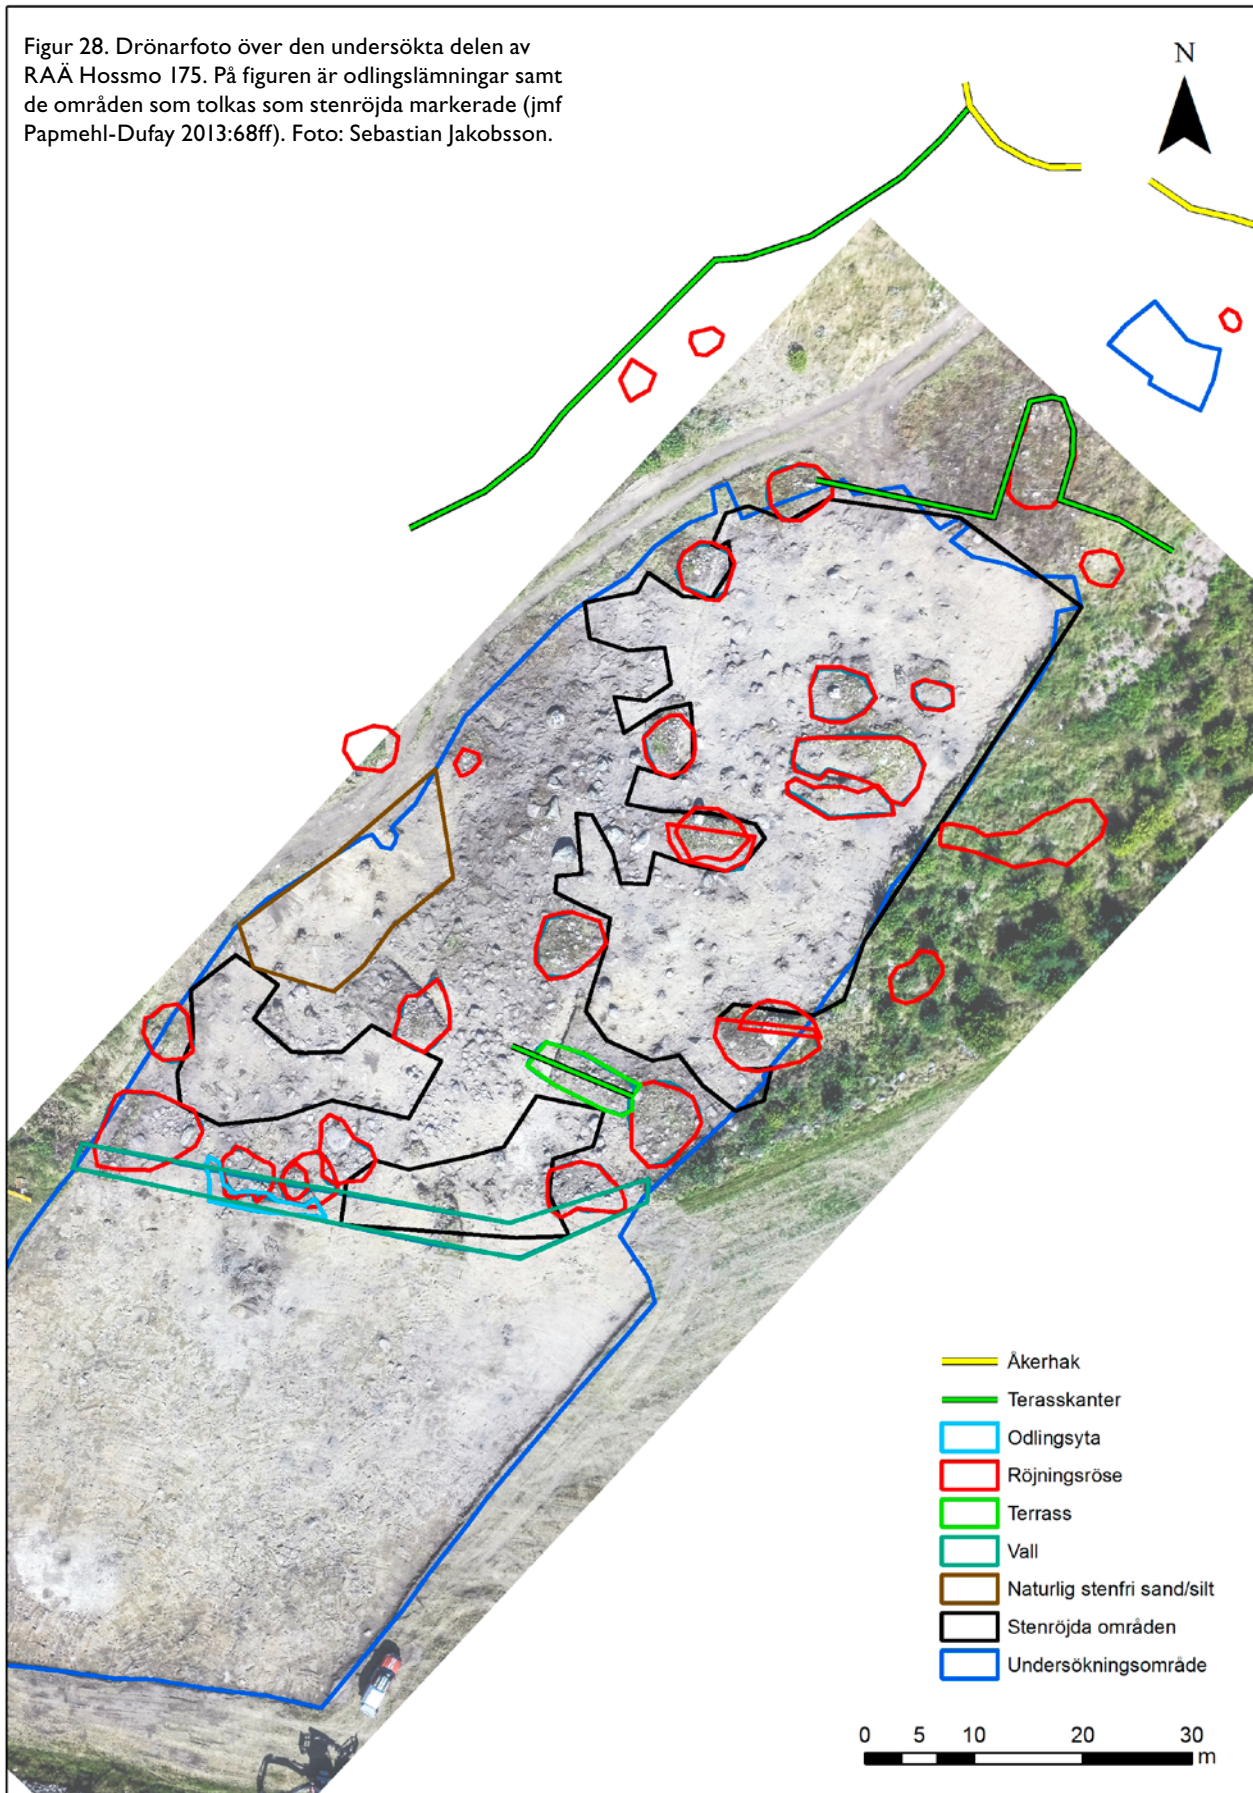 Figur 28. Drönarfoto över den undersökta delen av
RAÄ Hossmo 175. På figuren är odlingslämningar samt
de områden som tolkas som stenröjda markerade (jmf
Papmehl-Dufay 2013:68ff). Foto: Sebastian Jakobsson.
N
Åkerhak
Terasskanter
Odlingsyta
Röjningsröse
Terrass
Vall
Naturlig stenfri sand/silt
Stenröjda områden
Undersökningsområde
0 5 10 20 30
m